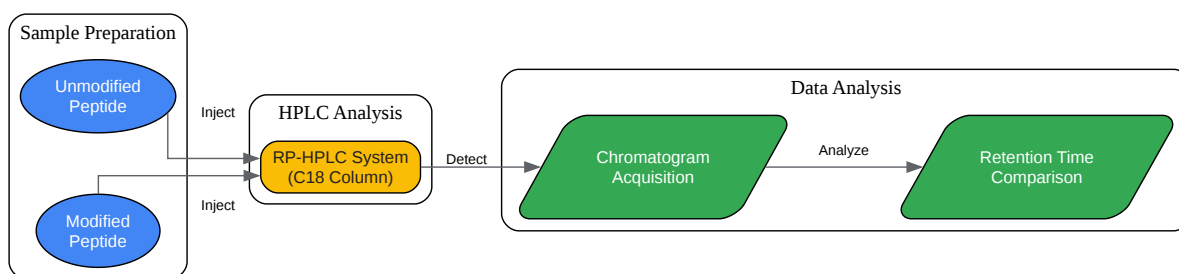 Sample Preparation
Unmodified
Peptide
Modified
Peptide
Inject
Inject
HPLC Analysis
RP-HPLC System
(C18 Column)
Detect
Data Analysis
Chromatogram
Acquisition
Analyze
Retention Time
Comparison